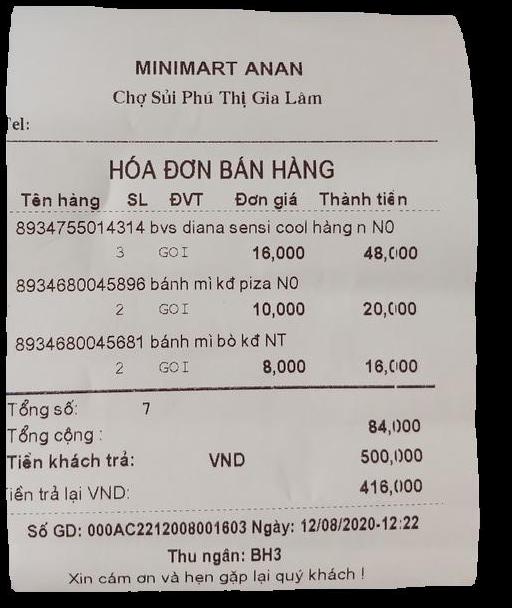 MINIMART ANAN
Chợ Sủi Phú Thị Gia Lâm
Tel:
HÓA ĐƠN BÁN HÀNG
Tên hàng SL ĐVT Đơn giá Thành tiền
8934755014314 bvs diana sensi cool hàng n N0
3 GOI 16,000 48,000
8934680045896 bánh mì kđ piza N0
2 GOI 10,000 20,000
8934680045681 bánh mì bò kđ NT
2 GOI 8,000 16,000
Tổng số: 7
Tổng cộng : 84,000
Tiền khách trả: VND 500,000
Tiền trả lại VND: 416,000
Số GD: 000AC2212008001603 Ngày: 12/08/2020-12:22
Thu ngân: BH3
Xin cám ơn và hẹn gặp lại quý khách !